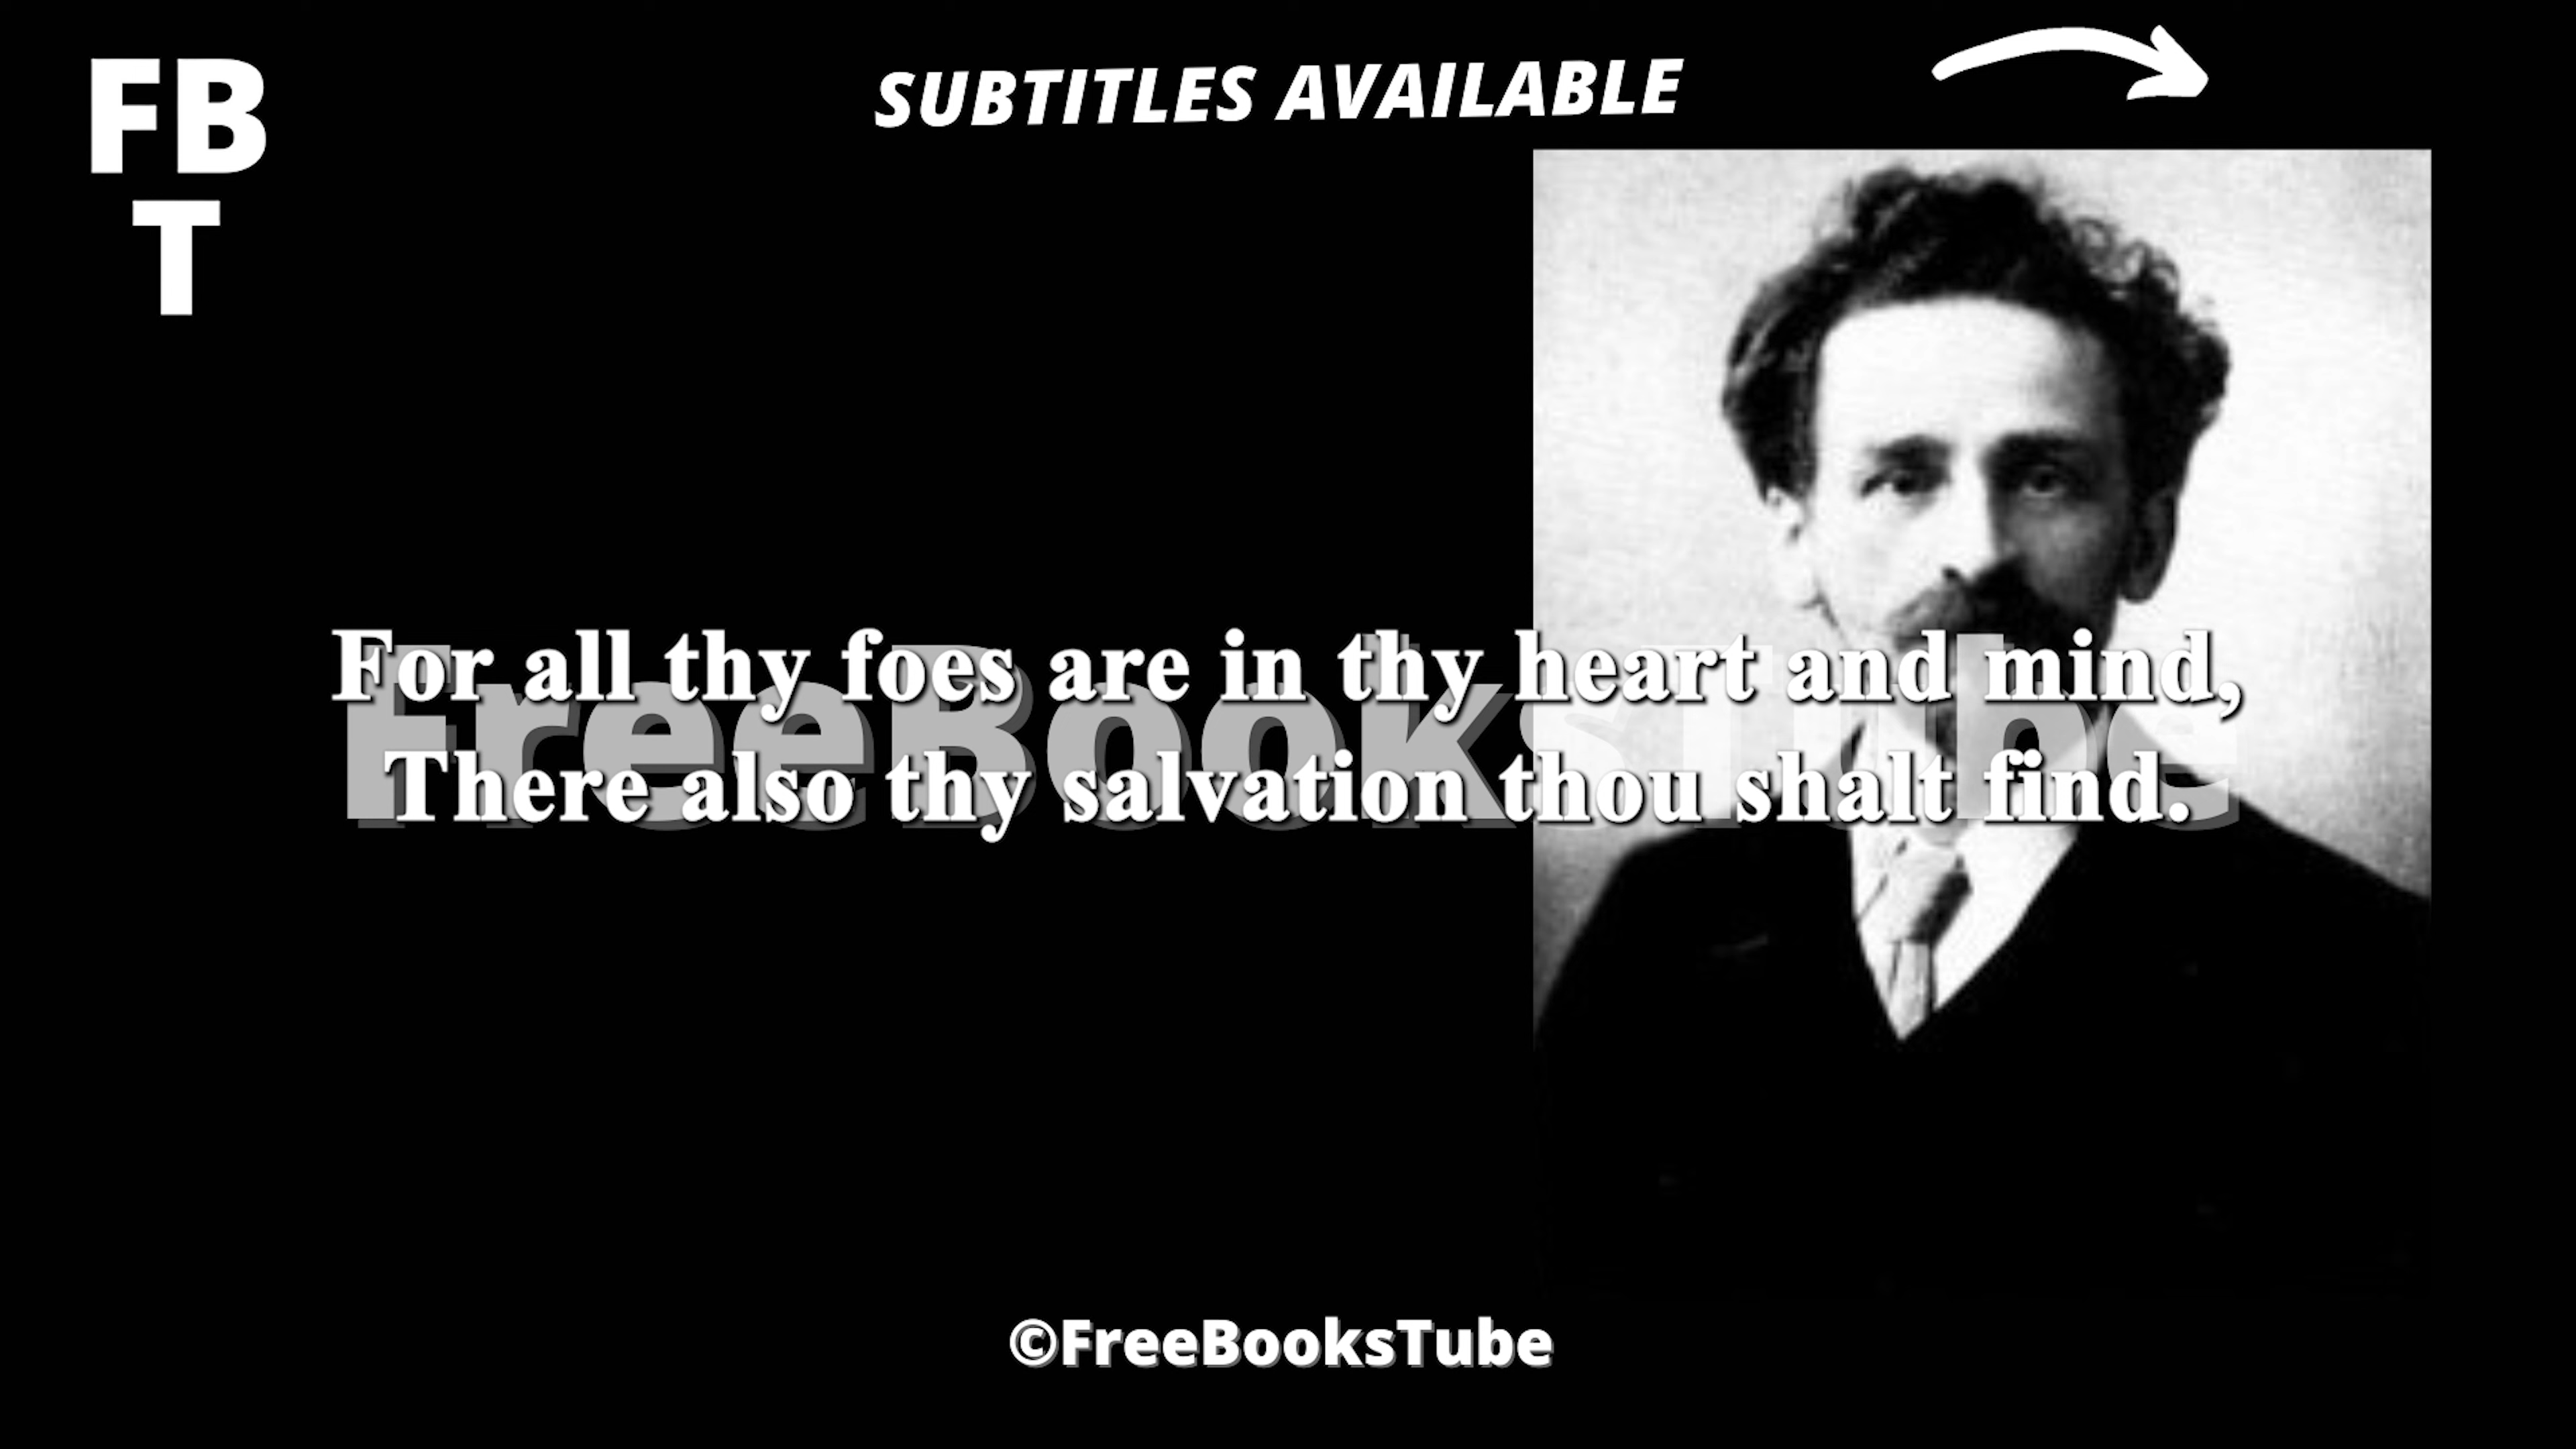 FB
T
SUBTITLES AVAILABLE
For all thy foes are in thy heart and mind,
There also thy salvation thou shalt find.
FreeBooksTube
©FreeBooksTube